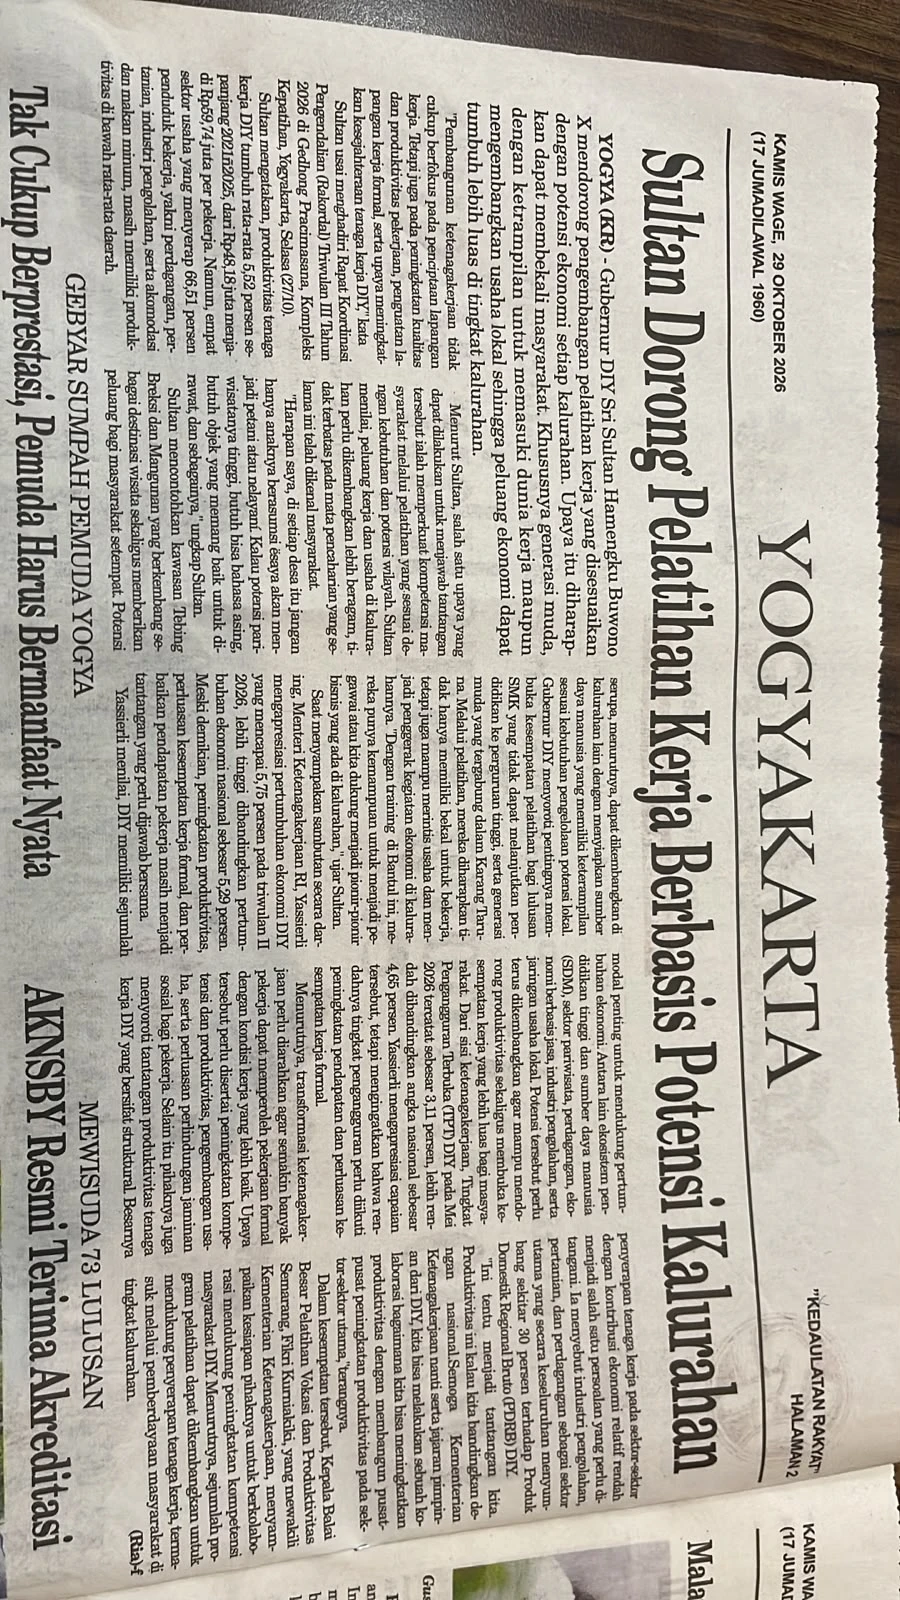 KAMIS WAGE, 29 OKTOBER 2026
(17 JUMADILAWAL 1960)
YOGYAKARTA
"KEDAULATAN RAKYAT"
HALAMAN 2
Sultan Dorong Pelatihan Kerja Berbasis Potensi Kalurahan
YOGYA (KR) - Gubernur DIY Sri Sultan Hamengku Buwono
X mendorong pengembangan pelatihan kerja yang disesuaikan
dengan potensi ekonomi setiap kalurahan. Upaya itu diharap-
kan dapat membekali masyarakat. Khususnya generasi muda,
dengan ketrampilan untuk memasuki dunia kerja maupun
mengembangkan usaha lokal sehingga peluang ekonomi dapat
tumbuh lebih luas di tingkat kalurahan.
"Pembangunan ketenagakerjaan tidak
cukup berfokus pada penciptaan lapangan
kerja. Tetapi juga pada peningkatan kualitas
dan produktivitas pekerjaan, penguatan la-
pangan kerja formal, serta upaya meningkat-
kan kesejahteraan tenaga kerja DIY," kata
Sultan usai menghadiri Rapat Koordinasi
Pengendalian (Rakordal) Triwulan III Tahun
2026 di Gedhong Pracimasana, Kompleks
Kepatihan, Yogyakarta, Selasa (27/10).
Sultan mengatakan, produktivitas tenaga
kerja DIY tumbuh rata-rata 5,52 persen se-
panjang 2021ñ2025, dari Rp48,18 juta menja-
di Rp59,74 juta per pekerja. Namun, empat
sektor usaha yang menyerap 66,51 persen
penduduk bekerja, yakni perdagangan, per-
tanian, industri pengolahan, serta akomodasi
dan makan minum, masih memiliki produk-
tivitas di bawah rata-rata daerah.
Menurut Sultan, salah satu upaya yang
dapat dilakukan untuk menjawab tantangan
tersebut ialah memperkuat kompetensi ma-
syarakat melalui pelatihan yang sesuai de-
ngan kebutuhan dan potensi wilayah. Sultan
menilai, peluang kerja dan usaha di kalura-
han perlu dikembangkan lebih beragam, ti-
dak terbatas pada mata pencaharian yang se-
lama ini telah dikenal masyarakat.
"Harapan saya, di setiap desa itu jangan
hanya anaknya berasumsi ësaya akan men-
jadi petani atau nelayaní. Kalau potensi pari-
wisatanya tinggi, butuh bisa bahasa asing,
butuh objek yang memang baik untuk di-
rawat, dan sebagainya," ungkap Sultan.
Sultan mencontohkan kawasan Tebing
Breksi dan Mangunan yang berkembang se-
bagai destinasi wisata sekaligus memberikan
peluang bagi masyarakat setempat. Potensi
serupa, menurutnya, dapat dikembangkan di
kalurahan lain dengan menyiapkan sumber
daya manusia yang memiliki keterampilan
sesuai kebutuhan pengelolaan potensi lokal.
Gubernur DIY menyoroti pentingnya mem-
buka kesempatan pelatihan bagi lulusan
SMK yang tidak dapat melanjutkan pen-
didikan ke perguruan tinggi, serta generasi
muda yang tergabung dalam Karang Taru-
na. Melalui pelatihan, mereka diharapkan ti-
dak hanya memiliki bekal untuk bekerja,
tetapi juga mampu merintis usaha dan men-
jadi penggerak kegiatan ekonomi di kalura-
hannya. "Dengan training di Bantul ini, me-
reka punya kemampuan untuk menjadi pe-
gawai atau kita dukung menjadi pionir-pionir
bisnis yang ada di kalurahan," ujar Sultan.
Saat menyampaikan sambutan secara dar-
ing, Menteri Ketenagakerjaan RI, Yassierli
mengapresiasi pertumbuhan ekonomi DIY
yang mencapai 5,75 persen pada triwulan II
2026, lebih tinggi dibandingkan pertum-
buhan ekonomi nasional sebesar 5,29 persen.
Meski demikian, peningkatan produktivitas,
perluasan kesempatan kerja formal, dan per-
baikan pendapatan pekerja masih menjadi
tantangan yang perlu dijawab bersama.
Yassierli menilai, DIY memiliki sejumlah
modal penting untuk mendukung pertum-
buhan ekonomi. Antara lain ekosistem pen-
didikan tinggi dan sumber daya manusia
(SDM), sektor pariwisata, perdagangan, eko-
nomi berbasis jasa, industri pengolahan, serta
jaringan usaha lokal. Potensi tersebut perlu
terus dikembangkan agar mampu mendo-
rong produktivitas sekaligus membuka ke-
sempatan kerja yang lebih luas bagi masya-
rakat. Dari sisi ketenagakerjaan, Tingkat
Pengangguran Terbuka (TPT) DIY pada Mei
2026 tercatat sebesar 3,11 persen, lebih ren-
dah dibandingkan angka nasional sebesar
4,65 persen. Yassierli mengapresiasi capaian
tersebut, tetapi mengingatkan bahwa ren-
dahnya tingkat pengangguran perlu diikuti
peningkatan pendapatan dan perluasan ke-
sempatan kerja formal.
Menurutnya, transformasi ketenagaker-
jaan perlu diarahkan agar semakin banyak
pekerja dapat memperoleh pekerjaan formal
dengan kondisi kerja yang lebih baik. Upaya
tersebut perlu disertai peningkatan kompe-
tensi dan produktivitas, pengembangan usa-
ha, serta perluasan perlindungan jaminan
sosial bagi pekerja. Selain itu pihaknya juga
menyoroti tantangan produktivitas tenaga
kerja DIY yang bersifat struktural. Besarnya
penyerapan tenaga kerja pada sektor-sektor
dengan kontribusi ekonomi relatif rendah
menjadi salah satu persoalan yang perlu di-
tangani. Ia menyebut industri pengolahan,
pertanian, dan perdagangan sebagai sektor
utama yang secara keseluruhan menyum-
bang sekitar 30 persen terhadap Produk
Domestik Regional Bruto (PDRB) DIY.
"Ini tentu menjadi tantangan kita.
Produktivitas ini kalau kita bandingkan de-
ngan nasional.Semoga Kementerian
Ketenagakerjaan nanti serta jajaran pimpin-
an dari DIY, kita bisa melakukan sebuah ko-
laborasi bagaimana kita bisa meningkatkan
produktivitas dengan membangun pusat-
pusat peningkatan produktivitas pada sek-
tor-sektor utama,"terangnya.
Dalam kesempatan tersebut, Kepala Balai
Besar Pelatihan Vokasi dan Produktivitas
Semarang, Fikri Kurniakki, yang mewakili
Kementerian Ketenagakerjaan, menyam-
paikan kesiapan pihaknya untuk berkolabo-
rasi mendukung peningkatan kompetensi
masyarakat DIY. Menurutnya, sejumlah pro-
gram pelatihan dapat dikembangkan untuk
mendukung penyerapan tenaga kerja, terma-
suk melalui pemberdayaan masyarakat di
tingkat kalurahan.
(Ria)-f
GEBYAR SUMPAH PEMUDA YOGYA
Tak Cukup Berprestasi, Pemuda Harus Bermanfaat Nyata
MEWISUDA 73 LULUSAN
AKNSBY Resmi Terima Akreditasi
KAMIS WA
(17 JUMAD
Mala
Gus